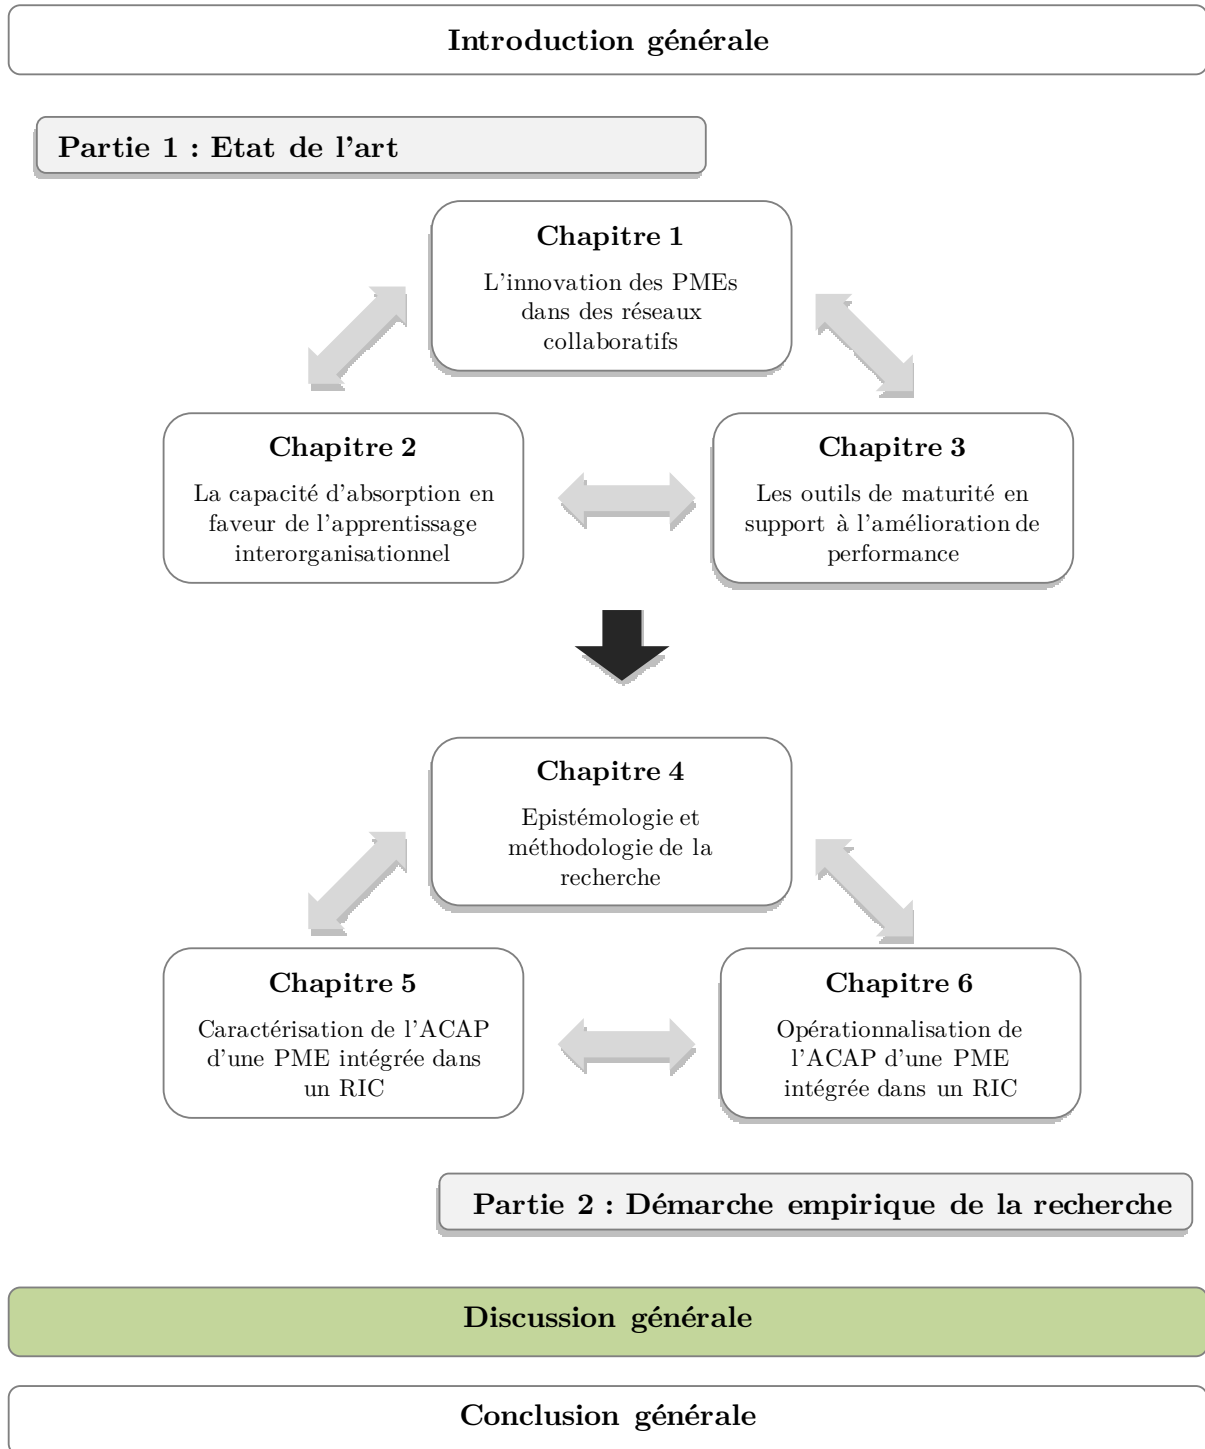 Introduction générale
Partie 1 : Etat de l'art
Chapitre 1
L'innovation des PMEs
dans des réseaux
collaboratifs
Chapitre 2
La capacité d'absorption en
faveur de l'apprentissage
interorganisationnel
Chapitre 3
Les outils de maturité en
support à l'amélioration de
performance
Chapitre 4
Epistémologie et
méthodologie de la
recherche
Chapitre 5
Caractérisation de l'ACAP
d'une PME intégrée dans
un RIC
Chapitre 6
Opérationnalisation de
l'ACAP d'une PME
intégrée dans un RIC
Partie 2 : Démarche empirique de la recherche
Discussion générale
Conclusion générale